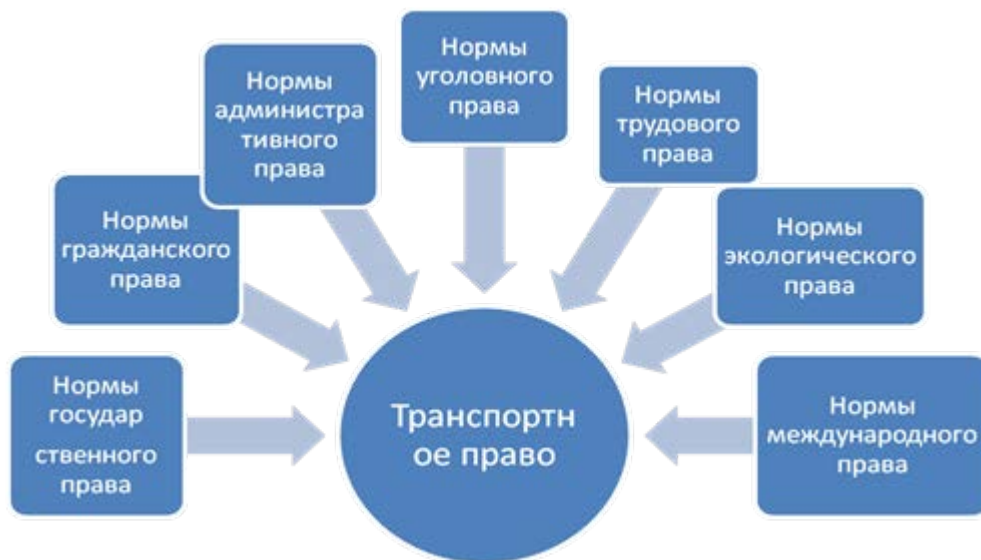 Нормы
государ
ственного
права
Нормы
гражданского
права
Нормы
администра
тивного
права
Нормы
уголовного
права
Нормы
трудового
права
Нормы
экологического
права
Нормы
международного
права
Транспортн
ое право